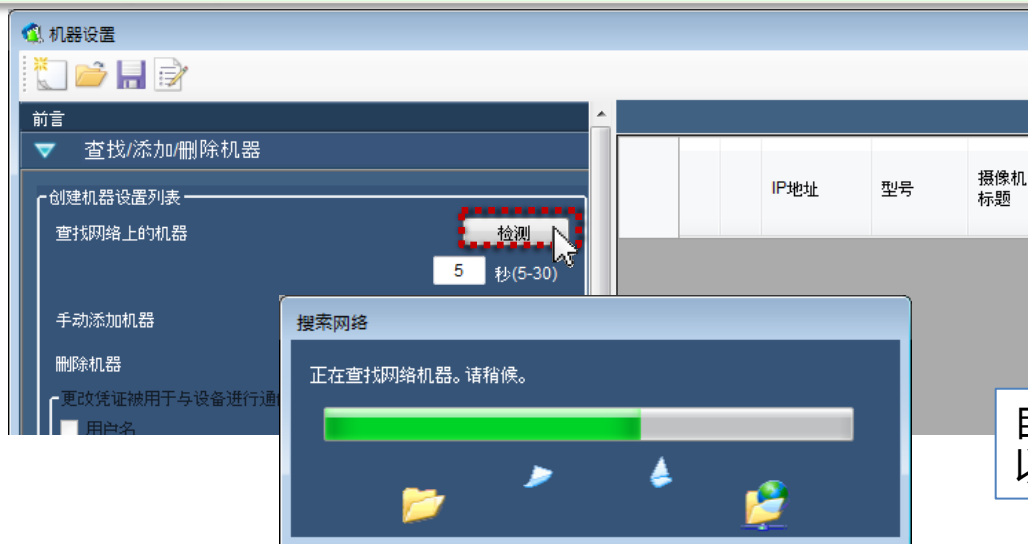 机器设置
前言
查找/添加/删除机器
创建机器设置列表
查找网络上的机器
检测
5 秒(5-30)
手动添加机器
删除机器
更改凭证被用于与设备进行通
用户名
IP地址
型号
摄像机
标题
搜索网络
正在查找网络机器。请稍候。